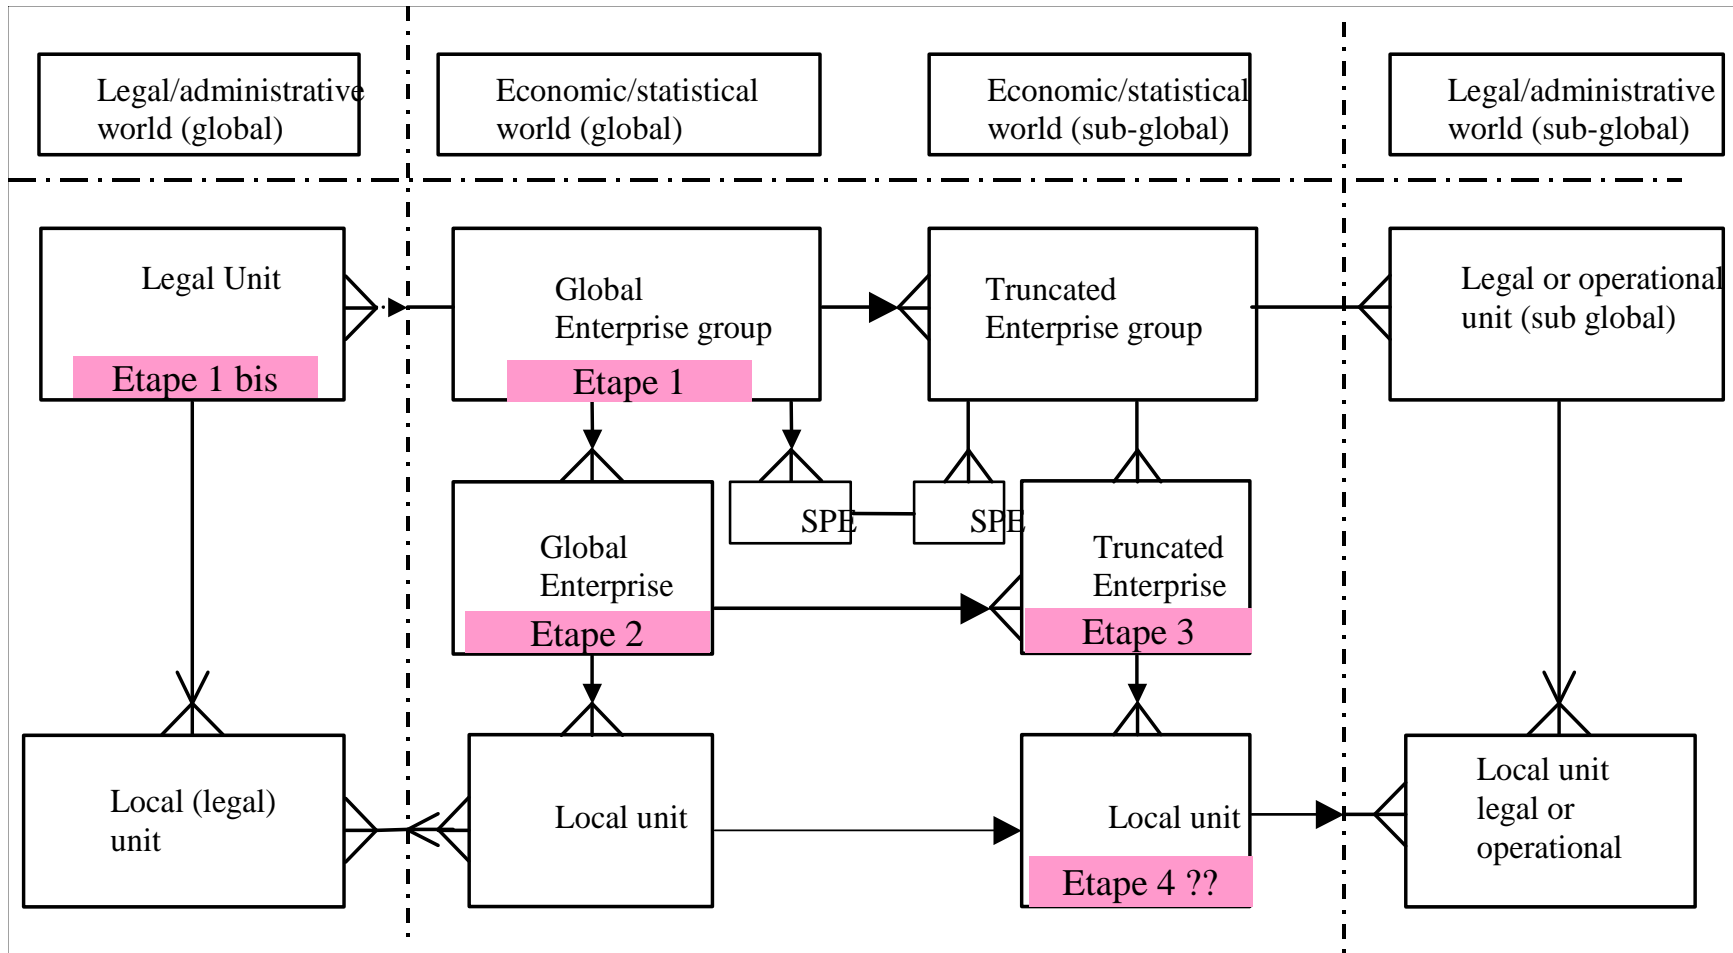 Legal/administrative
world (global)
Economic/statistical
world (global)
Economic/statistical
world (sub-global)
Legal/administrative
world (sub-global)
Legal Unit
Etape 1 bis
Global
Enterprise group
Etape 1
Truncated
Enterprise group
Legal or operational
unit (sub global)
SPE
SPE
Global
Enterprise
Etape 2
Truncated
Enterprise
Etape 3
Local (legal)
unit
Local unit
Local unit
Etape 4 ??
Local unit
legal or
operational